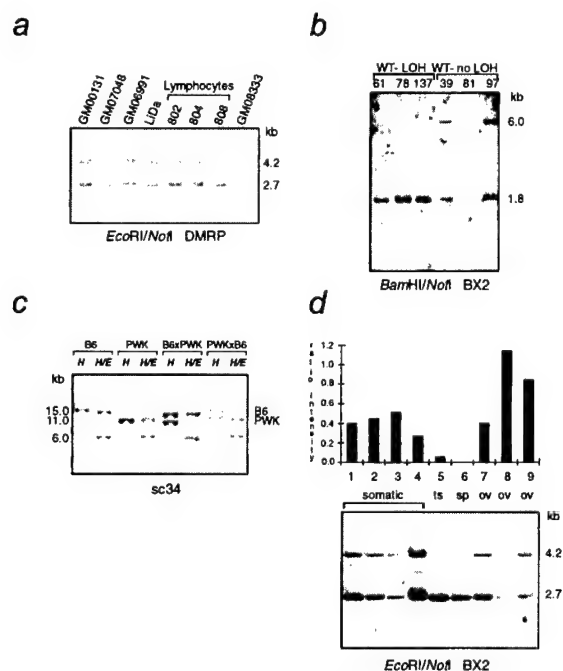 a
GM00131
GM07048
GM06991
LiDa
Lymphocytes
802
804
808
GM08333
kb
4.2
2.7
EcoRI/NotI DMRP
b
WT- LOH WT- no LOH
61 78 137 39 81 97
kb
6.0
1.8
BamHI/NotI BX2
c
B6 PWK B6xPWK PWKxB6
kb H H/E H H/E H H/E H H/E
15.0 B6
11.0 PWK
6.0
sc34
d
ratio intensity
1.2
1.0
0.8
0.6
0.4
0.2
0.0
1 2 3 4 5 6 7 8 9
somatic ts sp ov ov ov
kb
4.2
2.7
EcoRI/NotI BX2